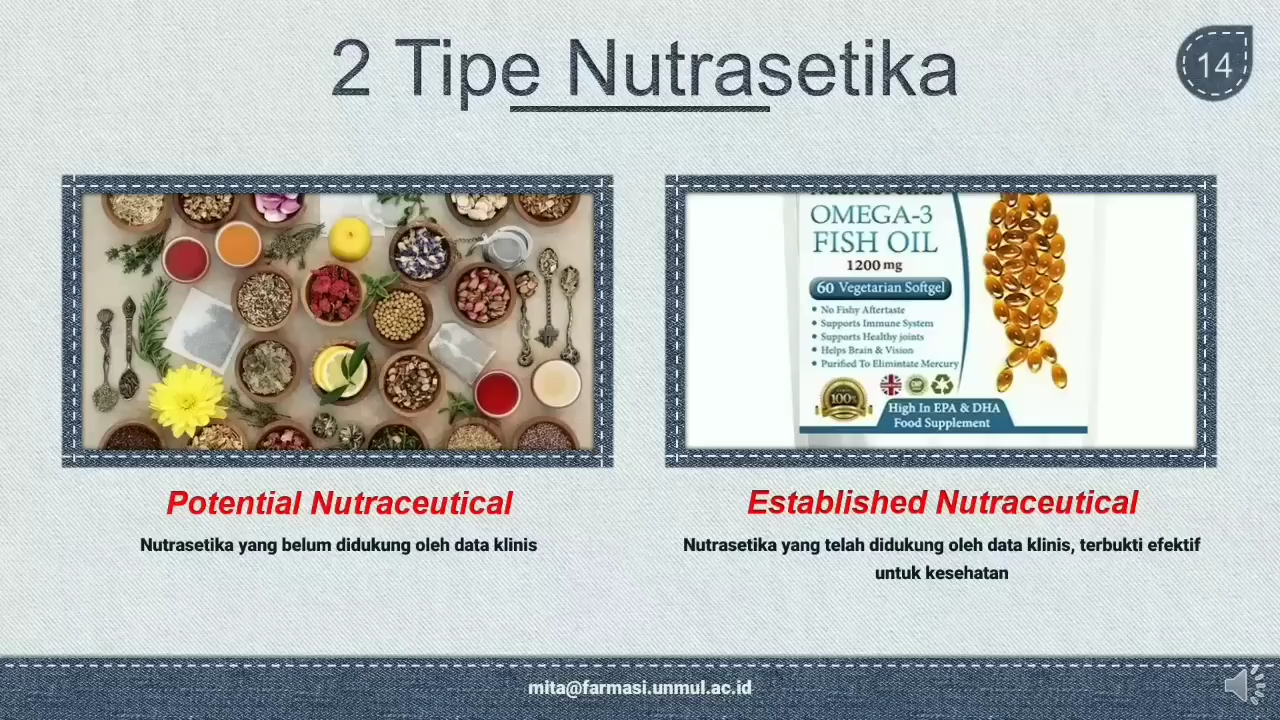 2 Tipe Nutrasetika
14
OMEGA-3
FISH OIL
1200 mg
60 Vegetarian Softgel
• No Fishy Aftertaste
• Supports Immune System
• Supports Healthy joints
• Helps Brain & Vision
• Purified To Elimintate Mercury
100%
High In EPA & DHA
Food Supplement
Potential Nutraceutical
Nutrasetika yang belum didukung oleh data klinis
Established Nutraceutical
Nutrasetika yang telah didukung oleh data klinis, terbukti efektif
untuk kesehatan
mita@farmasi.unmul.ac.id